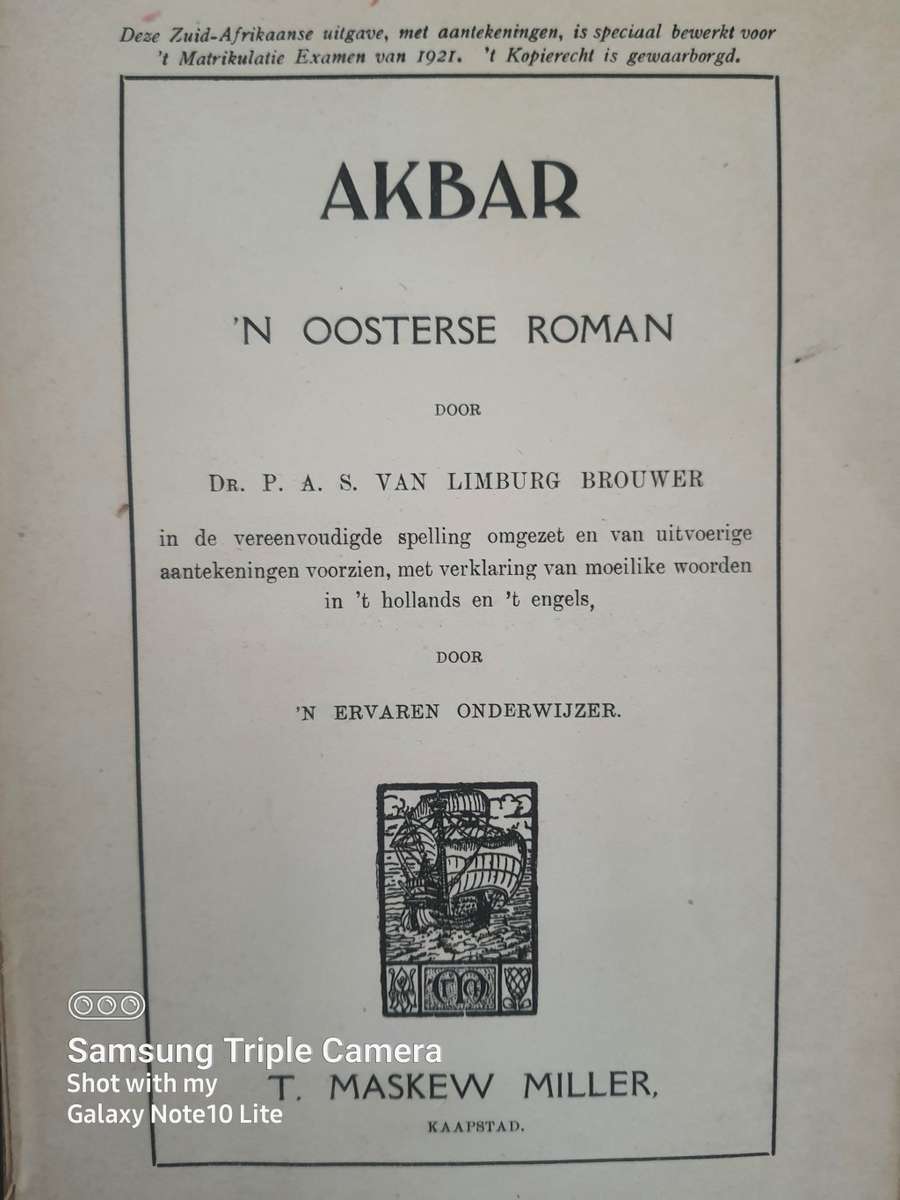 Deze Zuid-Afrikaanse uitgave, met aantekeningen, is speciaal bewerkt voor
't Matrikulatie Examen van 1921. 't Kopierecht is gewaarborgd.
AKBAR
'N OOSTERSE ROMAN
DOOR
DR. P. A. S. VAN LIMBURG BROUWER
in de vereenvoudigde spelling omgezet en van uitvoerige
aantekeningen voorzien, met verklaring van moeilike woorden
in 't hollands en 't engels,
DOOR
'N ERVAREN ONDERWIJZER.
TMM
T. MASKEW MILLER,
KAAPSTAD.
Samsung Triple Camera
Shot with my
Galaxy Note10 Lite